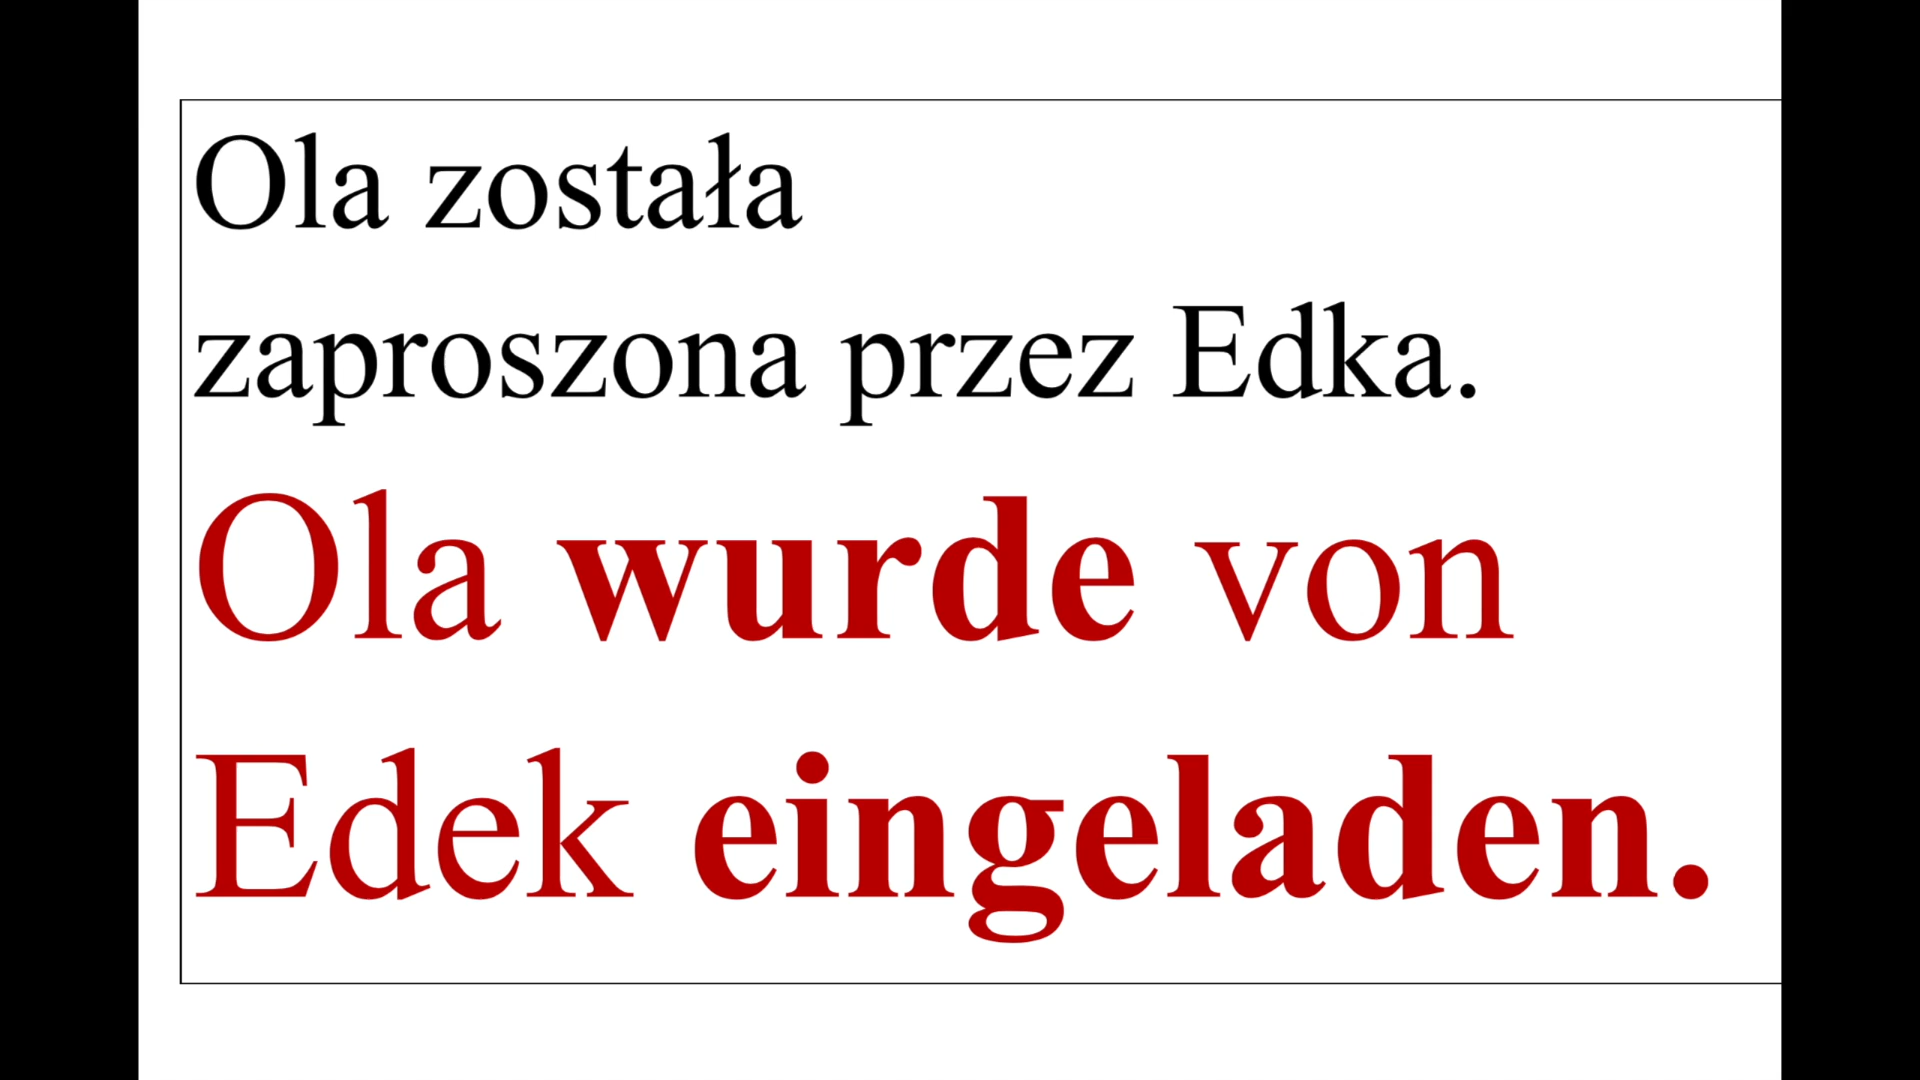 Ola została
zaproszona przez Edka.
Ola wurde von
Edek eingeladen.